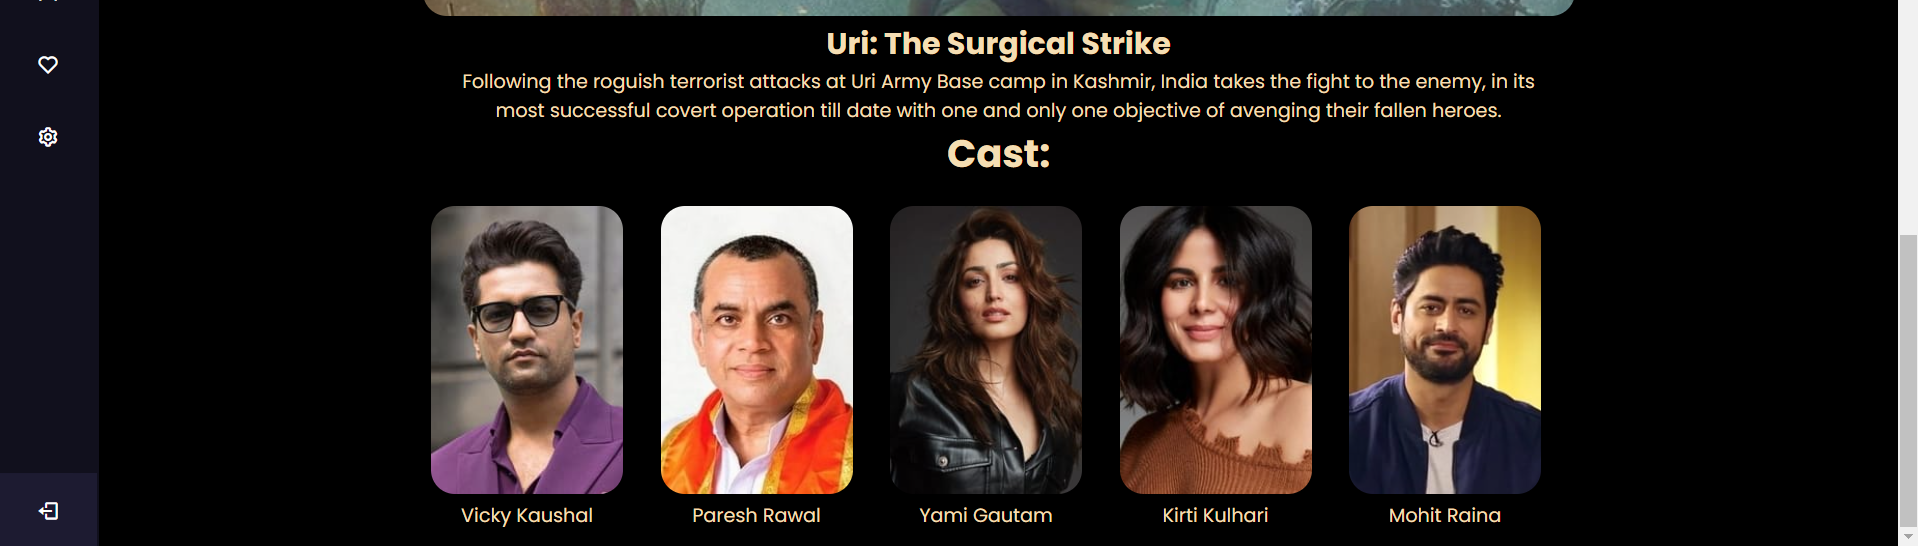 Uri: The Surgical Strike
Following the roguish terrorist attacks at Uri Army Base camp in Kashmir, India takes the fight to the enemy, in its
most successful covert operation till date with one and only one objective of avenging their fallen heroes.
Cast:
Vicky Kaushal
Paresh Rawal
Yami Gautam
Kirti Kulhari
Mohit Raina